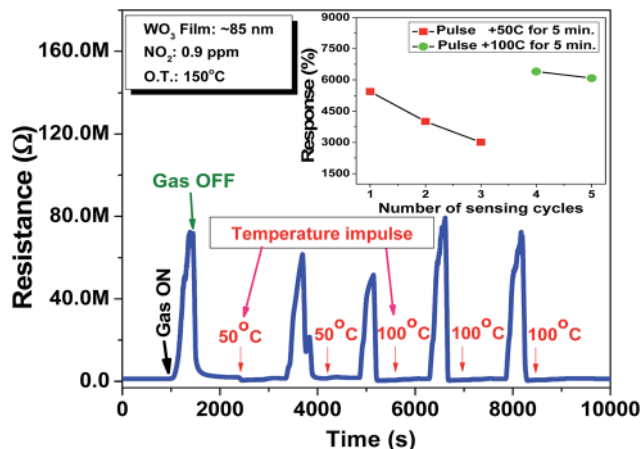 WO₃ Film: ~85 nm
NO₂: 0.9 ppm
O.T.: 150°C
Pulse +50C for 5 min.
Pulse +100C for 5 min.
Response (%)
9000
7500
6000
4500
3000
1500
1 2 3 4 5
Number of sensing cycles
Resistance (Ω)
160.0M
120.0M
80.0M
40.0M
0.0
Gas OFF
Gas ON
Temperature impulse
50°C
50°C
100°C
100°C
100°C
0 2000 4000 6000 8000 10000
Time (s)